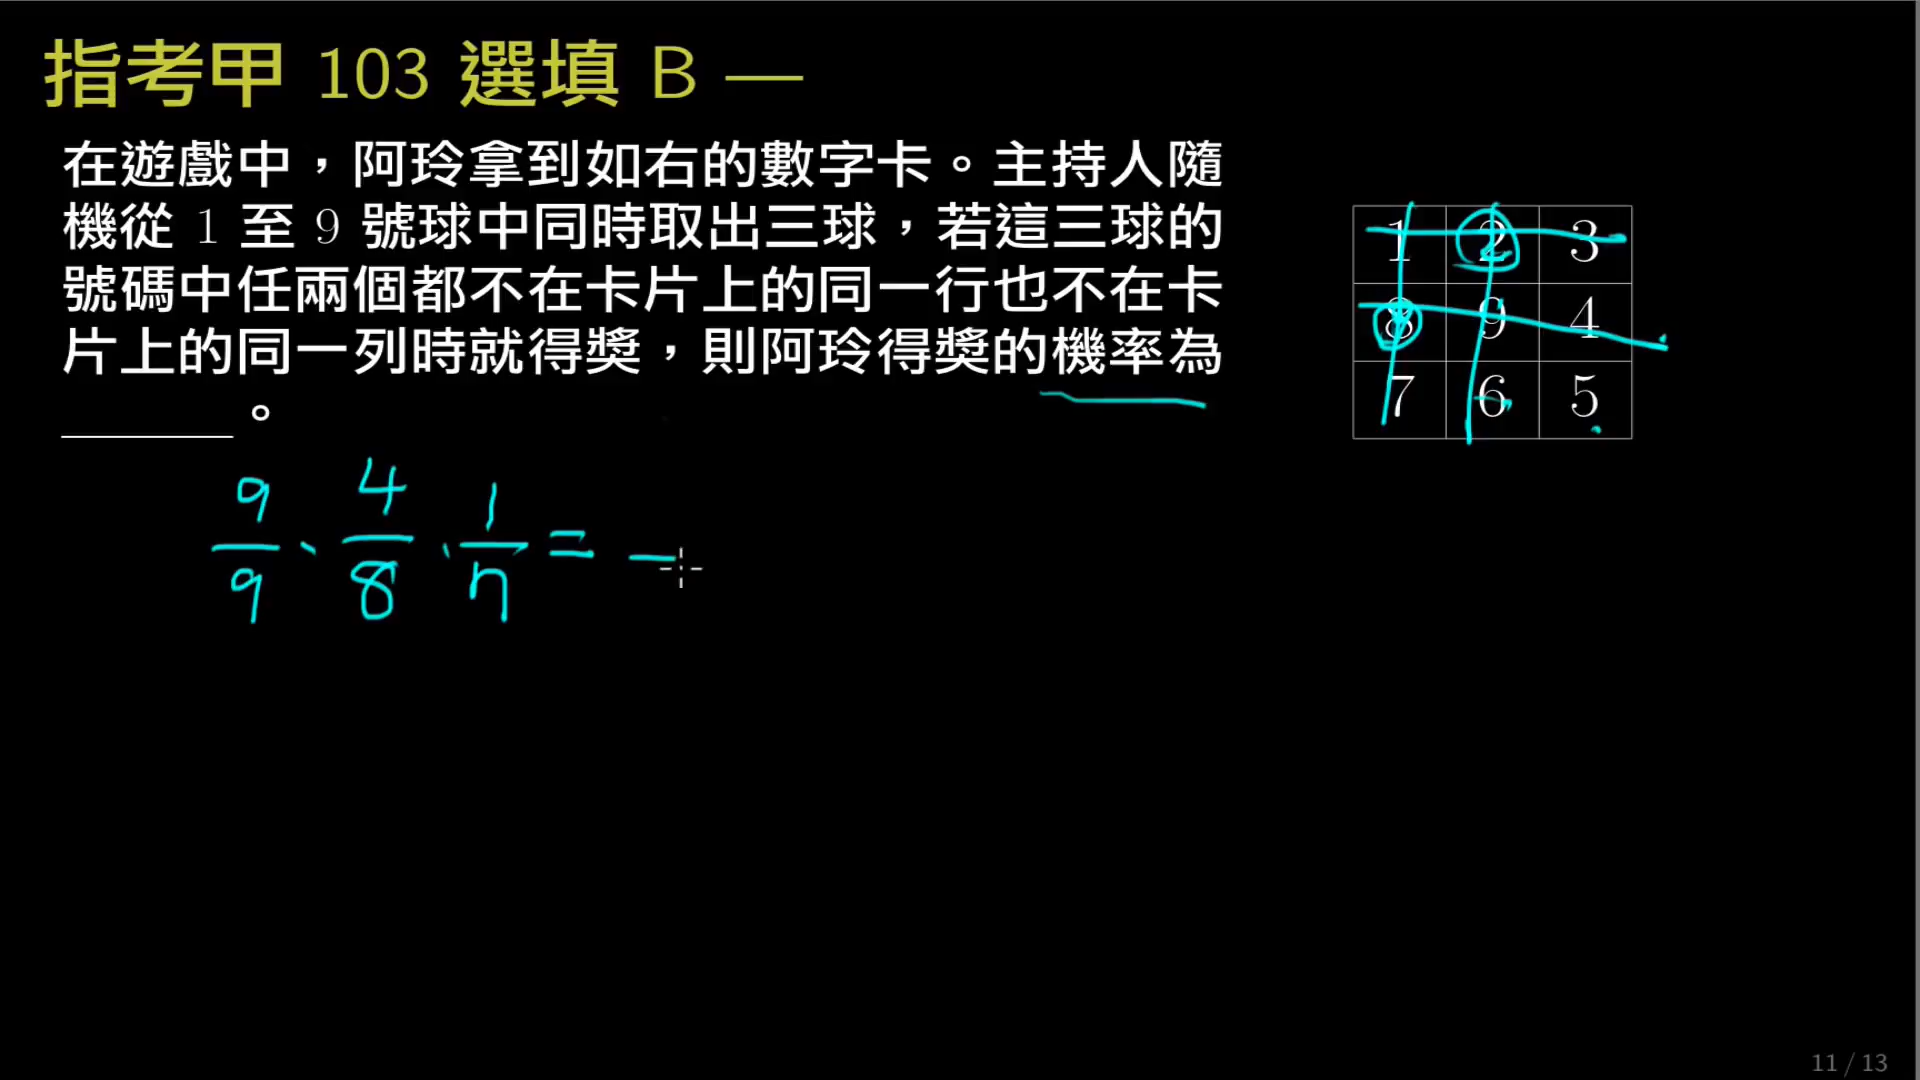 指考甲 103 選填 B —
在遊戲中，阿玲拿到如右的數字卡。主持人隨
機從 1 至 9 號球中同時取出三球，若這三球的
號碼中任兩個都不在卡片上的同一行也不在卡
片上的同一列時就得獎，則阿玲得獎的機率為
______ 。
1 2 3
8 9 4
7 6 5
9/9 · 4/8 · 1/7 = —
11 / 13